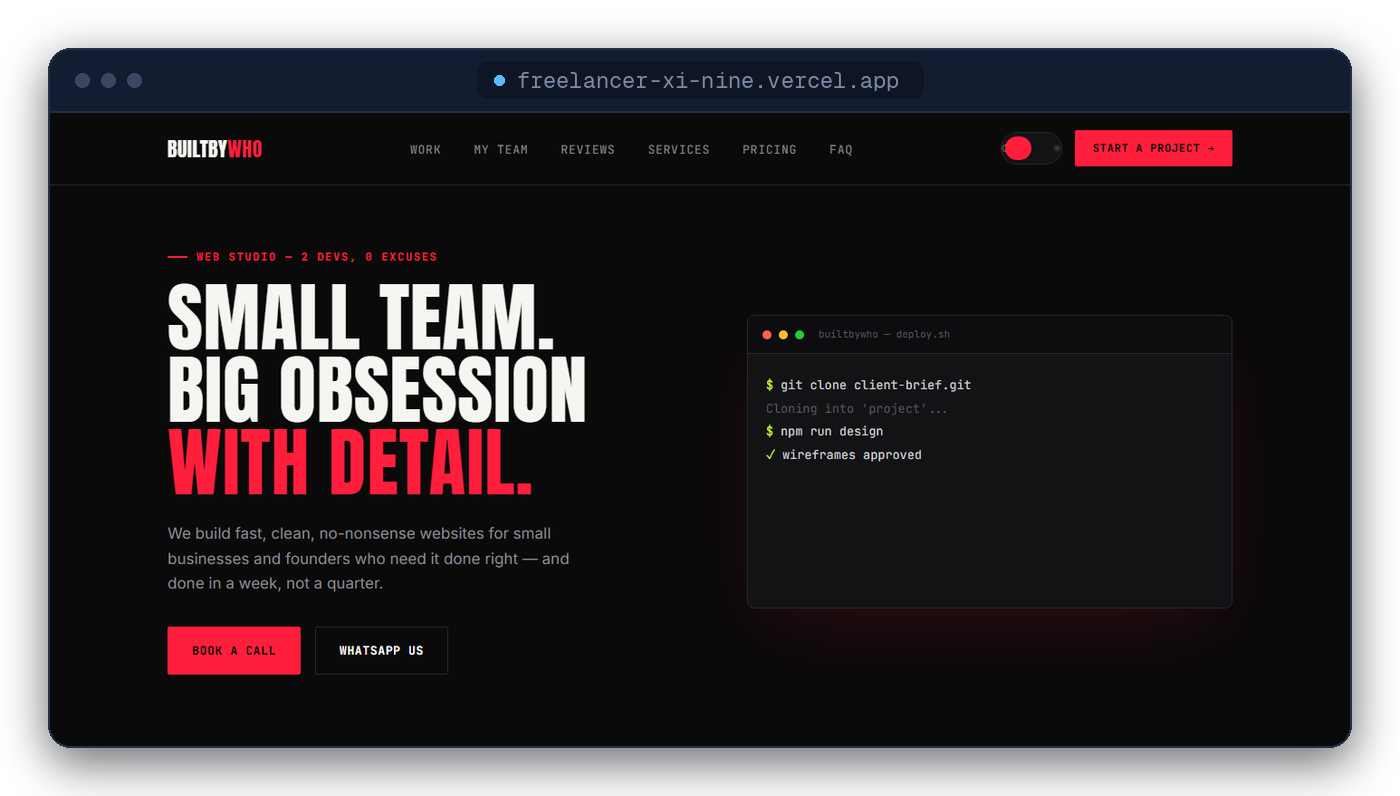 freelancer-xi-nine.vercel.app
BUILTBYWHO
WORK MY TEAM REVIEWS SERVICES PRICING FAQ
START A PROJECT →
— WEB STUDIO — 2 DEVS, 0 EXCUSES
SMALL TEAM.
BIG OBSESSION
WITH DETAIL.
We build fast, clean, no-nonsense websites for small
businesses and founders who need it done right — and
done in a week, not a quarter.
BOOK A CALL
WHATSAPP US
builtbywho — deploy.sh
$ git clone client-brief.git
Cloning into 'project'...
$ npm run design
✓ wireframes approved